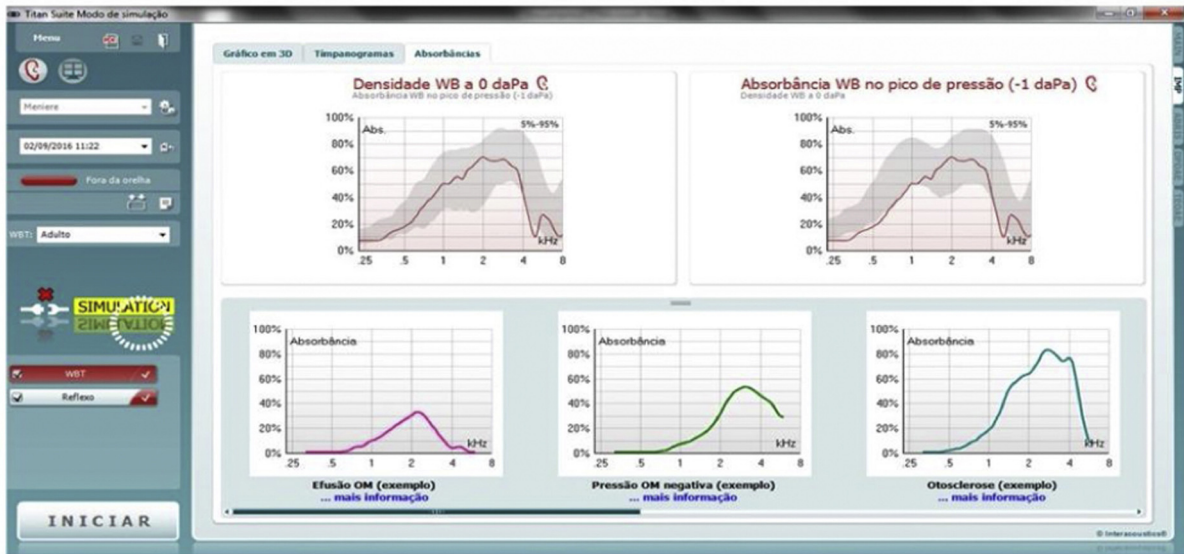 Titan Suite Modo de simulação
Menu
Meniere
02/09/2016 11:22
Fora da orelha
WBT: Adulto
SIMULATION
WBT
Reflexo
INICIAR
Gráfico em 3D Timpanogramas Absorbâncias
Densidade WB a 0 daPa
Absorbância WB no pico de pressão (-1 daPa)
100%
80%
60%
40%
20%
0%
Abs.
5%-95%
kHz
.25 .5 1 2 4 8
Absorbância WB no pico de pressão (-1 daPa)
Densidade WB a 0 daPa
100%
80%
60%
40%
20%
0%
Abs.
5%-95%
kHz
.25 .5 1 2 4 8
100%
80%
60%
40%
20%
0%
Absorbância
kHz
.25 .5 1 2 4 8
Efusão OM (exemplo)
... mais informação
100%
80%
60%
40%
20%
0%
Absorbância
kHz
.25 .5 1 2 4 8
Pressão OM negativa (exemplo)
... mais informação
100%
80%
60%
40%
20%
0%
Absorbância
kHz
.25 .5 1 2 4 8
Otosclerose (exemplo)
... mais informação
IMP
© Interacoustics®